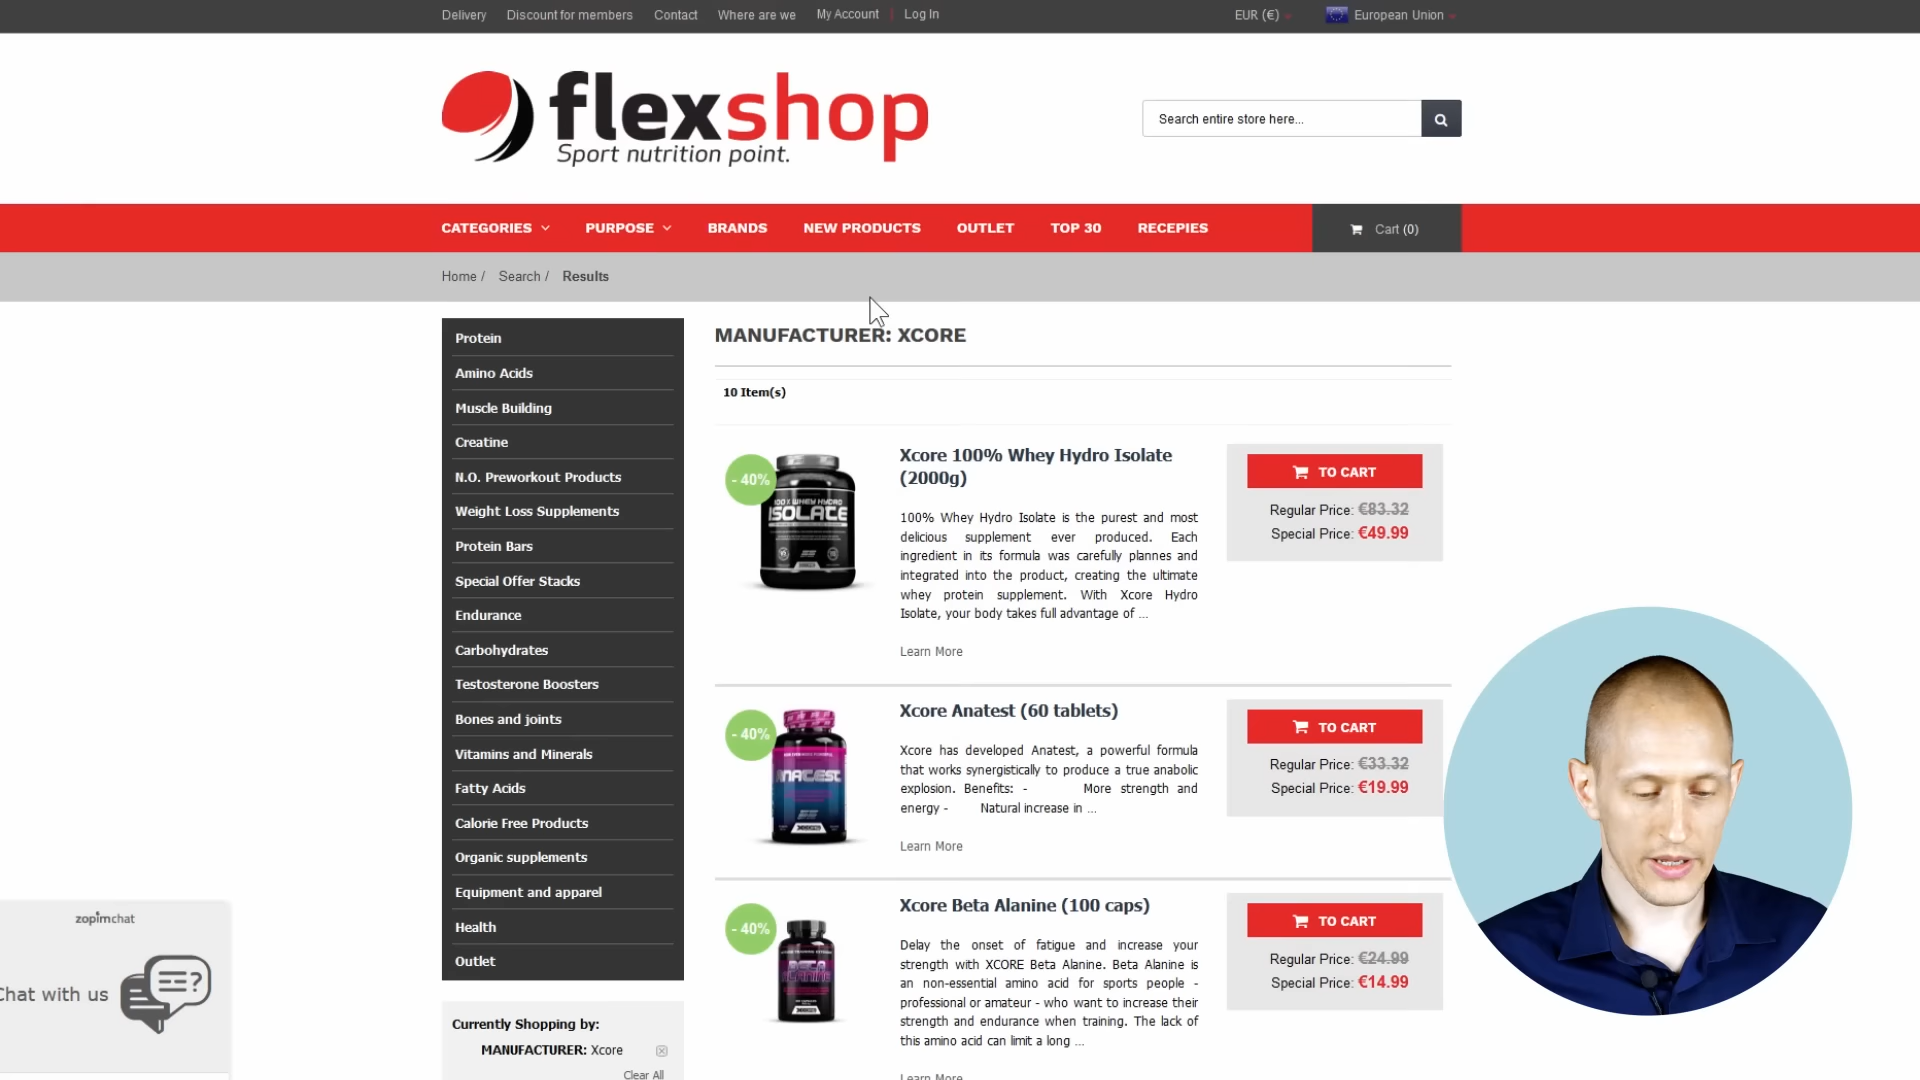 Delivery Discount for members Contact Where are we My Account Log In EUR (€) European Union
flexshop
Sport nutrition point.
Search entire store here...
CATEGORIES PURPOSE BRANDS NEW PRODUCTS OUTLET TOP 30 RECEPIES Cart (0)
Home / Search / Results
Protein
Amino Acids
Muscle Building
Creatine
N.O. Preworkout Products
Weight Loss Supplements
Protein Bars
Special Offer Stacks
Endurance
Carbohydrates
Testosterone Boosters
Bones and joints
Vitamins and Minerals
Fatty Acids
Calorie Free Products
Organic supplements
Equipment and apparel
Health
Outlet
Currently Shopping by:
MANUFACTURER: Xcore
Clear All
MANUFACTURER: XCORE
10 Item(s)
- 40%
100% WHEY HYDRO
ISOLATE
Xcore 100% Whey Hydro Isolate
(2000g)
100% Whey Hydro Isolate is the purest and most
delicious supplement ever produced. Each
ingredient in its formula was carefully plannes and
integrated into the product, creating the ultimate
whey protein supplement. With Xcore Hydro
Isolate, your body takes full advantage of ...
Learn More
TO CART
Regular Price: €83.32
Special Price: €49.99
- 40%
ANATEST
Xcore Anatest (60 tablets)
Xcore has developed Anatest, a powerful formula
that works synergistically to produce a true anabolic
explosion. Benefits: - More strength and
energy - Natural increase in ...
Learn More
TO CART
Regular Price: €33.32
Special Price: €19.99
- 40%
BETA
ALANINE
Xcore Beta Alanine (100 caps)
Delay the onset of fatigue and increase your
strength with XCORE Beta Alanine. Beta Alanine is
an non-essential amino acid for sports people -
professional or amateur - who want to increase their
strength and endurance when training. The lack of
this amino acid can limit a long ...
Learn More
TO CART
Regular Price: €24.99
Special Price: €14.99
zopimchat
Chat with us